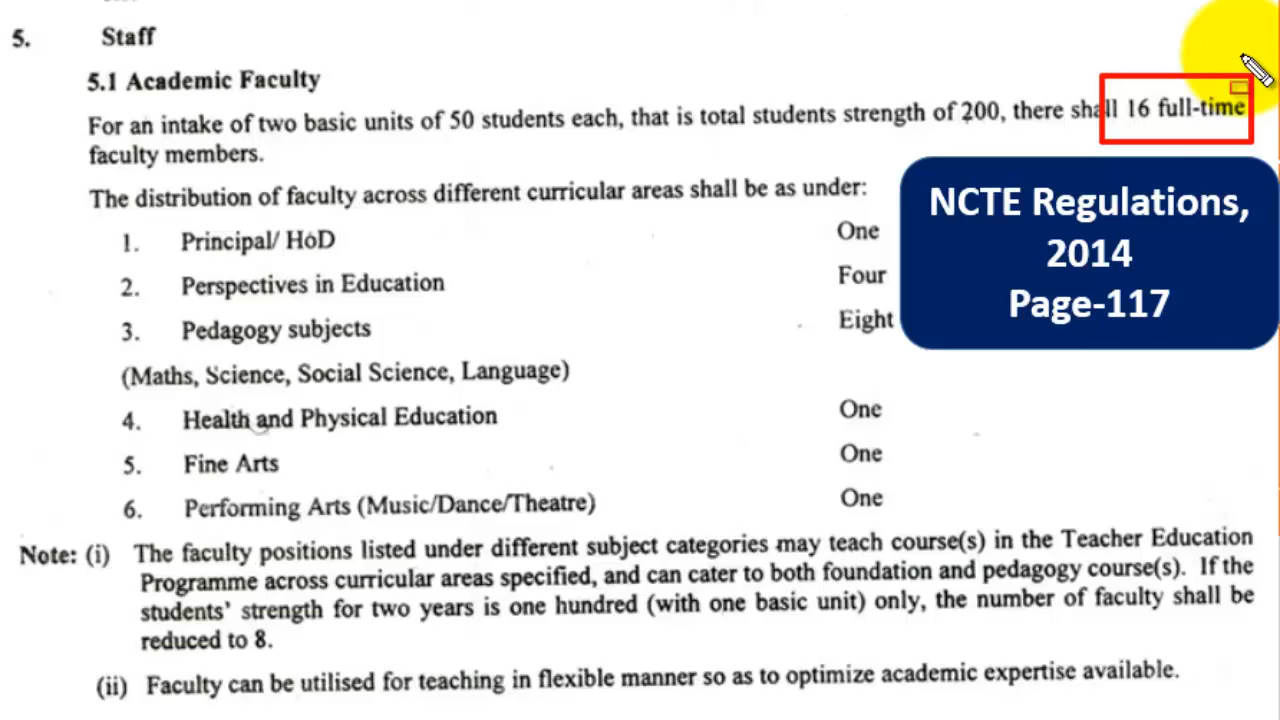 5. Staff
5.1 Academic Faculty
For an intake of two basic units of 50 students each, that is total students strength of 200, there shall 16 full-time
faculty members.
The distribution of faculty across different curricular areas shall be as under:
1. Principal/ HoD One
2. Perspectives in Education Four
3. Pedagogy subjects Eight
(Maths, Science, Social Science, Language)
4. Health and Physical Education One
5. Fine Arts One
6. Performing Arts (Music/Dance/Theatre) One
NCTE Regulations,
2014
Page-117
Note: (i) The faculty positions listed under different subject categories may teach course(s) in the Teacher Education
Programme across curricular areas specified, and can cater to both foundation and pedagogy course(s). If the
students' strength for two years is one hundred (with one basic unit) only, the number of faculty shall be
reduced to 8.
(ii) Faculty can be utilised for teaching in flexible manner so as to optimize academic expertise available.